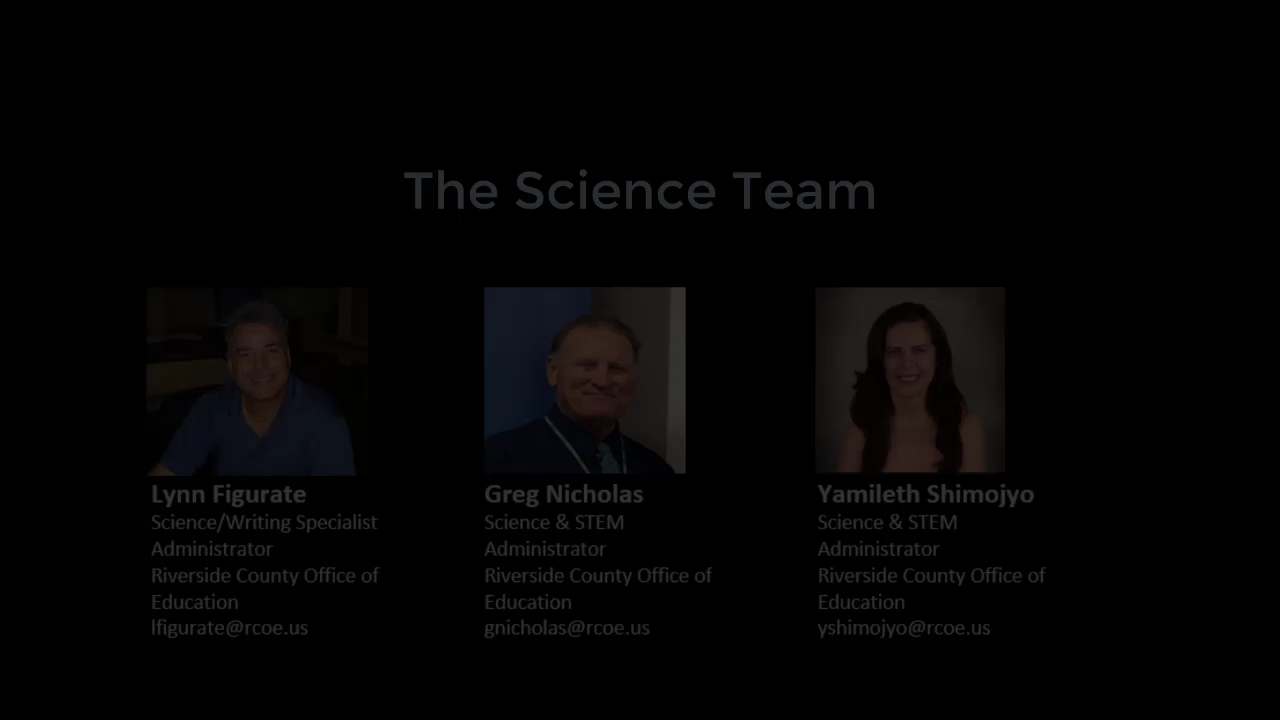 The Science Team
Lynn Figurate
Science/Writing Specialist
Administrator
Riverside County Office of
Education
lfigurate@rcoe.us
Greg Nicholas
Science & STEM
Administrator
Riverside County Office of
Education
gnicholas@rcoe.us
Yamileth Shimojyo
Science & STEM
Administrator
Riverside County Office of
Education
yshimojyo@rcoe.us